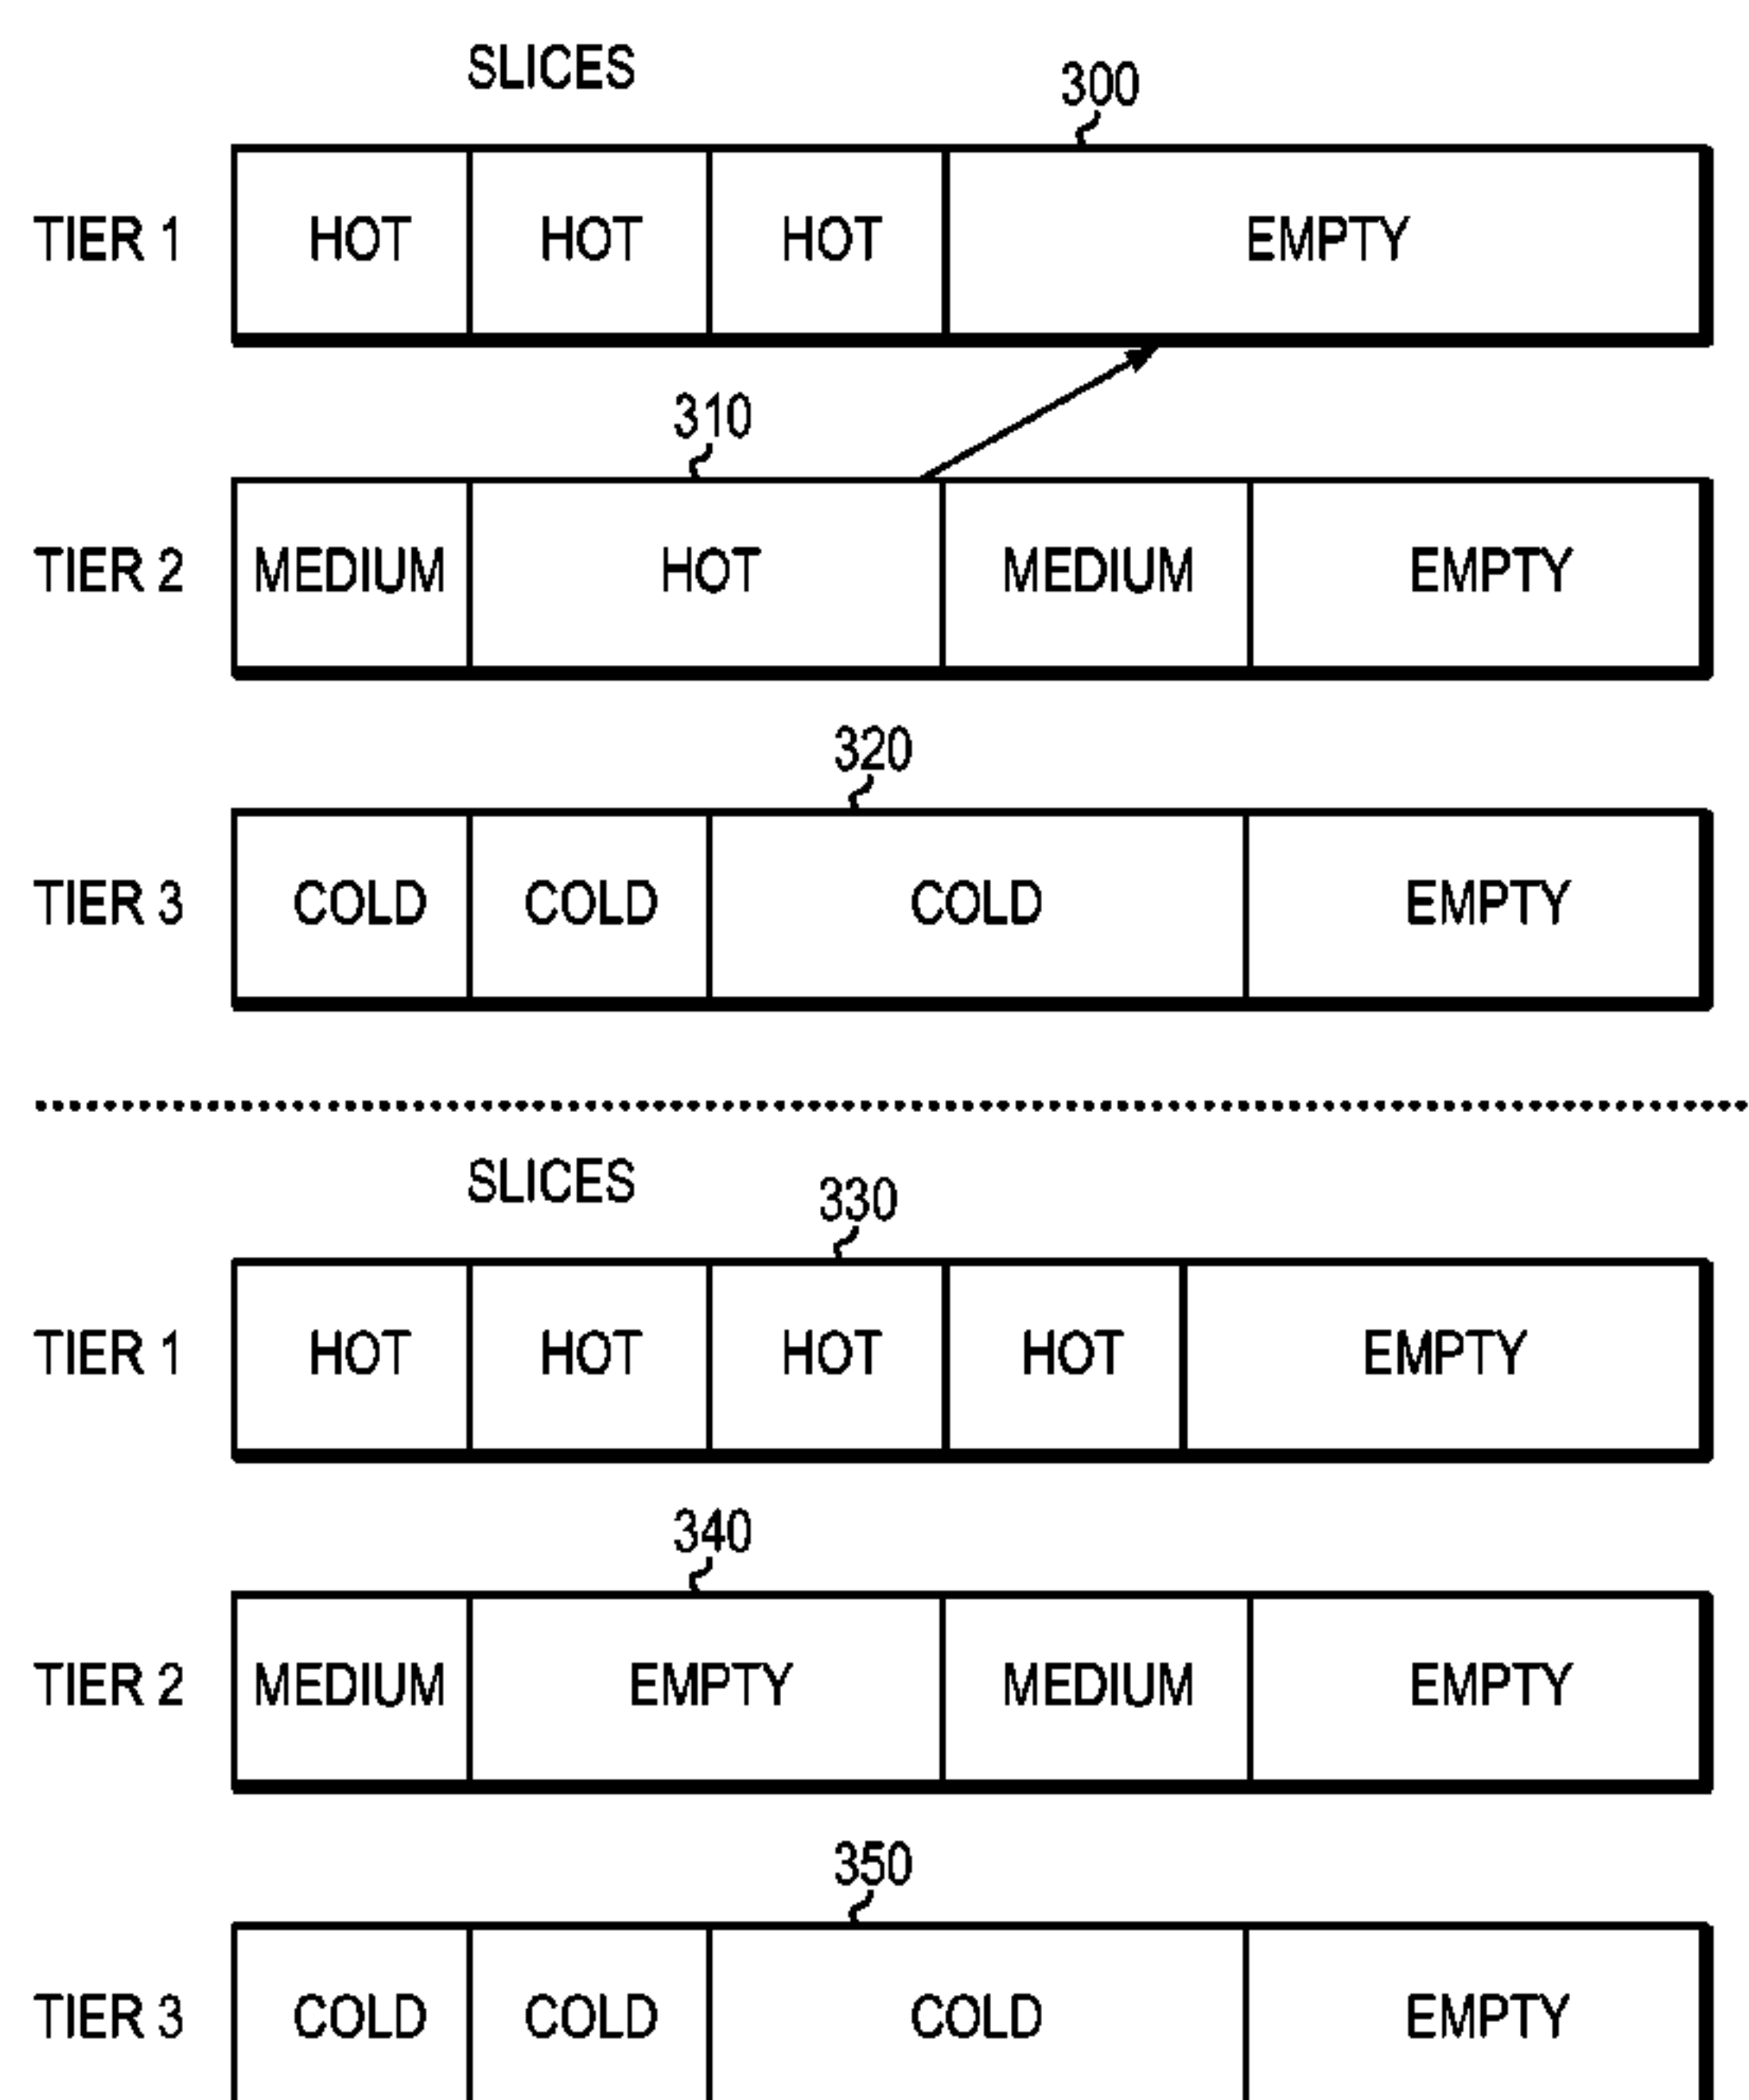 SLICES
300
TIER 1 HOT HOT HOT EMPTY
310
TIER 2 MEDIUM HOT MEDIUM EMPTY
320
TIER 3 COLD COLD COLD EMPTY
SLICES
330
TIER 1 HOT HOT HOT HOT EMPTY
340
TIER 2 MEDIUM EMPTY MEDIUM EMPTY
350
TIER 3 COLD COLD COLD EMPTY